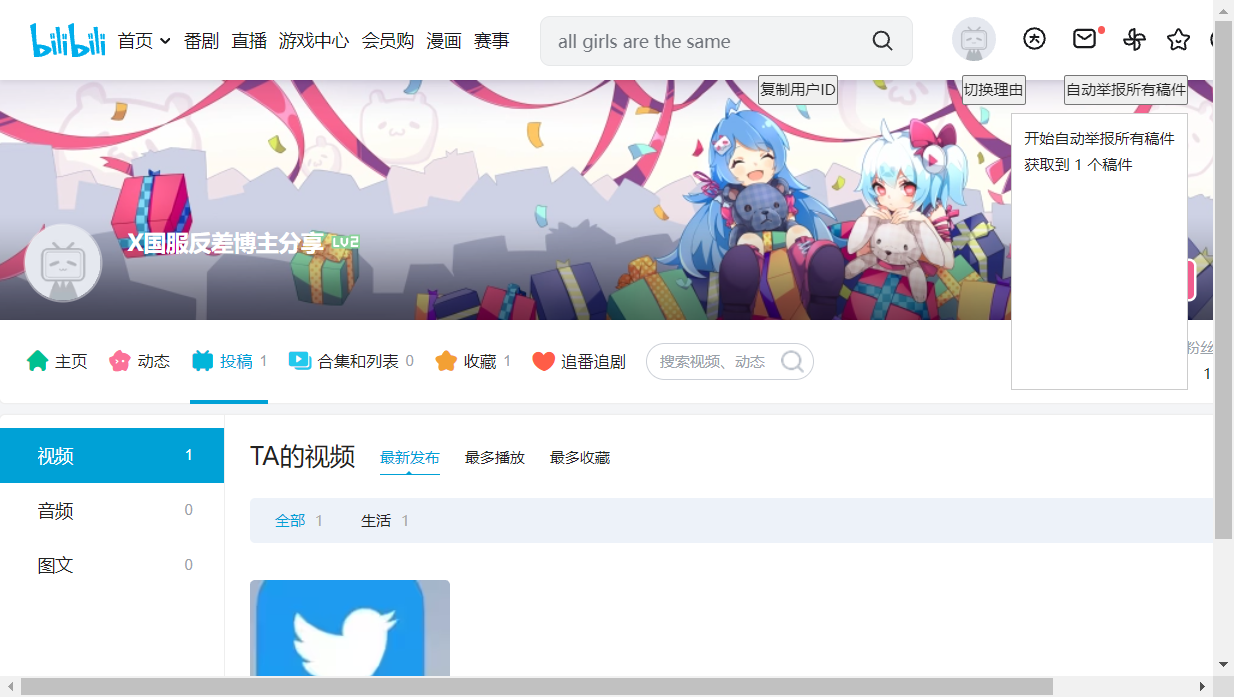 bilibili 首页 番剧 直播 游戏中心 会员购 漫画 赛事 all girls are the same
复制用户ID 切换理由 自动举报所有稿件
开始自动举报所有稿件
获取到 1 个稿件
X国服反差博主分享 LV2
主页 动态 投稿 1 合集和列表 0 收藏 1 追番追剧 搜索视频、动态 粉丝
1
视频 1
音频 0
图文 0
TA的视频 最新发布 最多播放 最多收藏
全部 1 生活 1